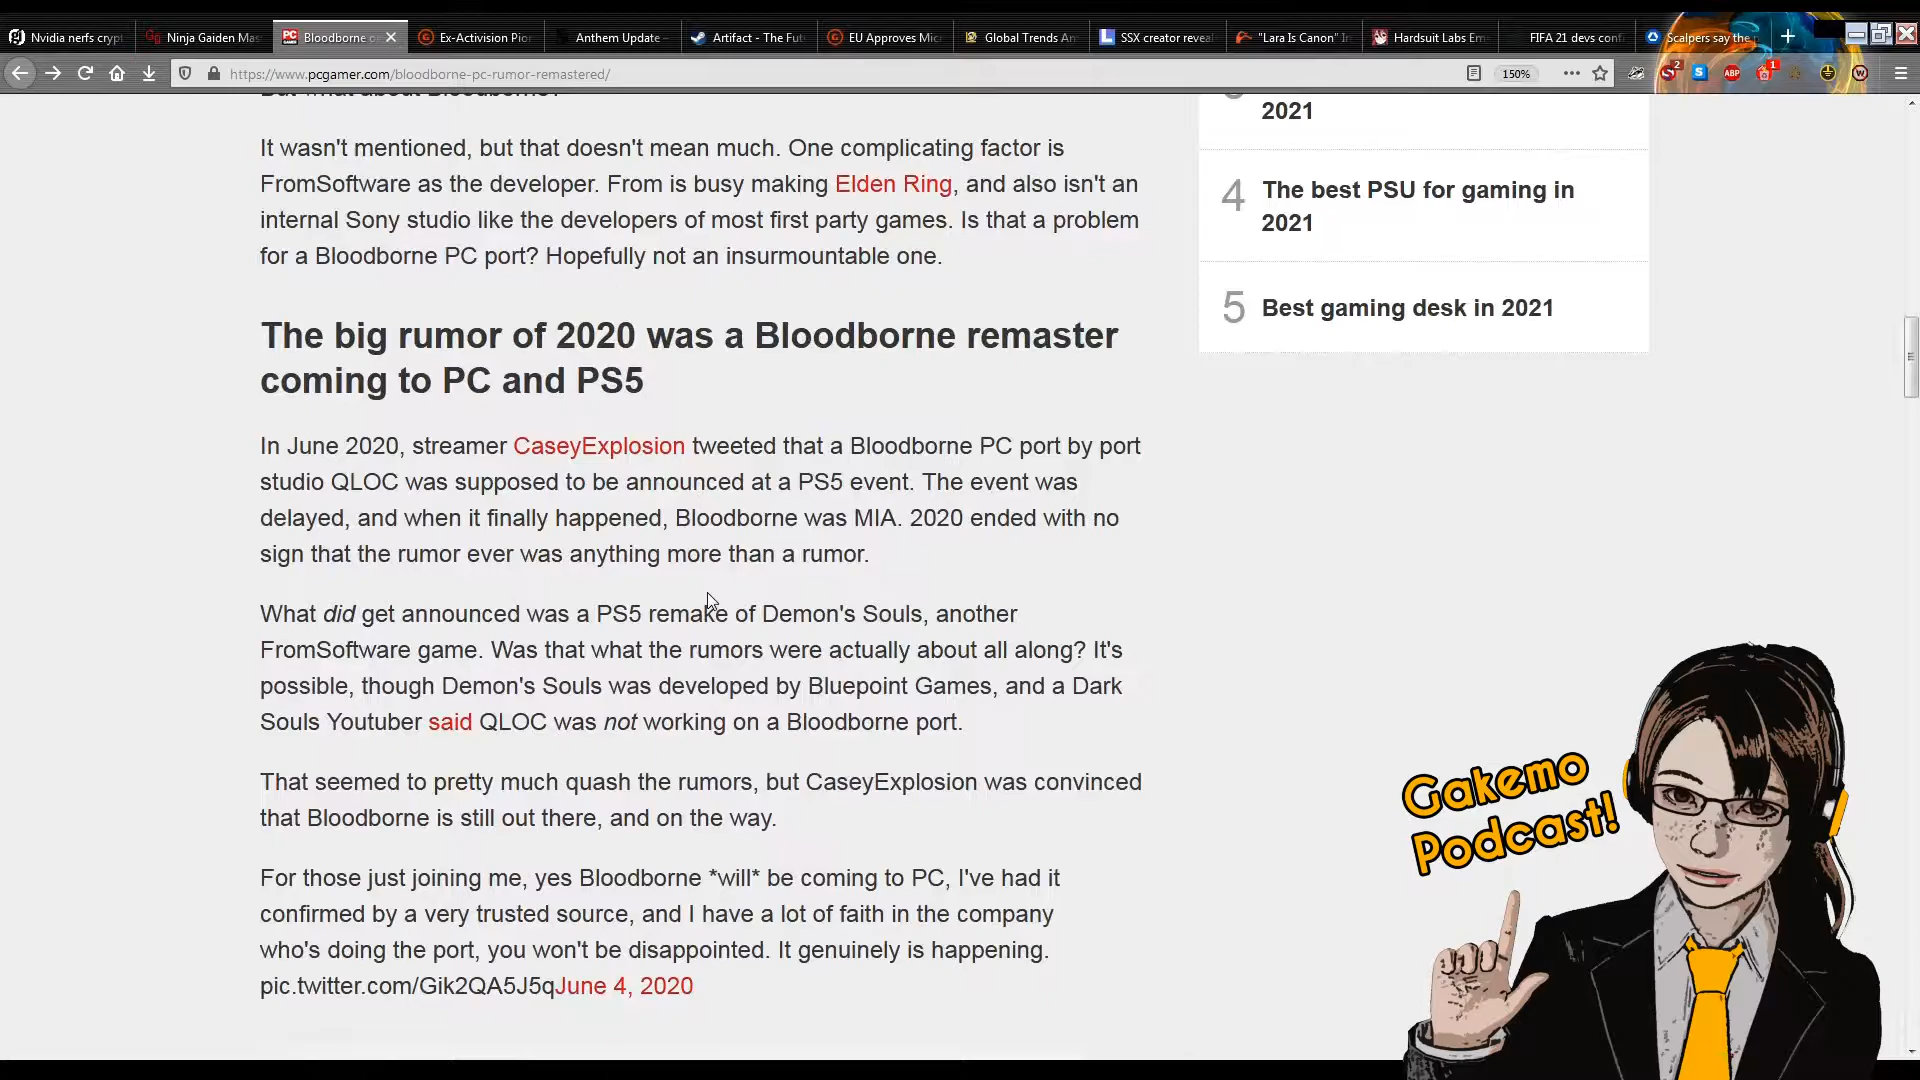 Nvidia nerfs crypt
Ninja Gaiden Mas
Bloodborne o
Ex-Activision Pion
Anthem Update -
Artifact - The Fut
EU Approves Mic
Global Trends An
SSX creator reveal
"Lara Is Canon" In
Hardsuit Labs Em
FIFA 21 devs conf
Scalpers say the p
https://www.pcgamer.com/bloodborne-pc-rumor-remastered/
150%
2
ABP
1
It wasn't mentioned, but that doesn't mean much. One complicating factor is
FromSoftware as the developer. From is busy making Elden Ring, and also isn't an
internal Sony studio like the developers of most first party games. Is that a problem
for a Bloodborne PC port? Hopefully not an insurmountable one.
The big rumor of 2020 was a Bloodborne remaster
coming to PC and PS5
In June 2020, streamer CaseyExplosion tweeted that a Bloodborne PC port by port
studio QLOC was supposed to be announced at a PS5 event. The event was
delayed, and when it finally happened, Bloodborne was MIA. 2020 ended with no
sign that the rumor ever was anything more than a rumor.
What did get announced was a PS5 remake of Demon's Souls, another
FromSoftware game. Was that what the rumors were actually about all along? It's
possible, though Demon's Souls was developed by Bluepoint Games, and a Dark
Souls Youtuber said QLOC was not working on a Bloodborne port.
That seemed to pretty much quash the rumors, but CaseyExplosion was convinced
that Bloodborne is still out there, and on the way.
For those just joining me, yes Bloodborne *will* be coming to PC, I've had it
confirmed by a very trusted source, and I have a lot of faith in the company
who's doing the port, you won't be disappointed. It genuinely is happening.
pic.twitter.com/Gik2QA5J5qJune 4, 2020
2021
4 The best PSU for gaming in
2021
5 Best gaming desk in 2021
Gakemo
Podcast!